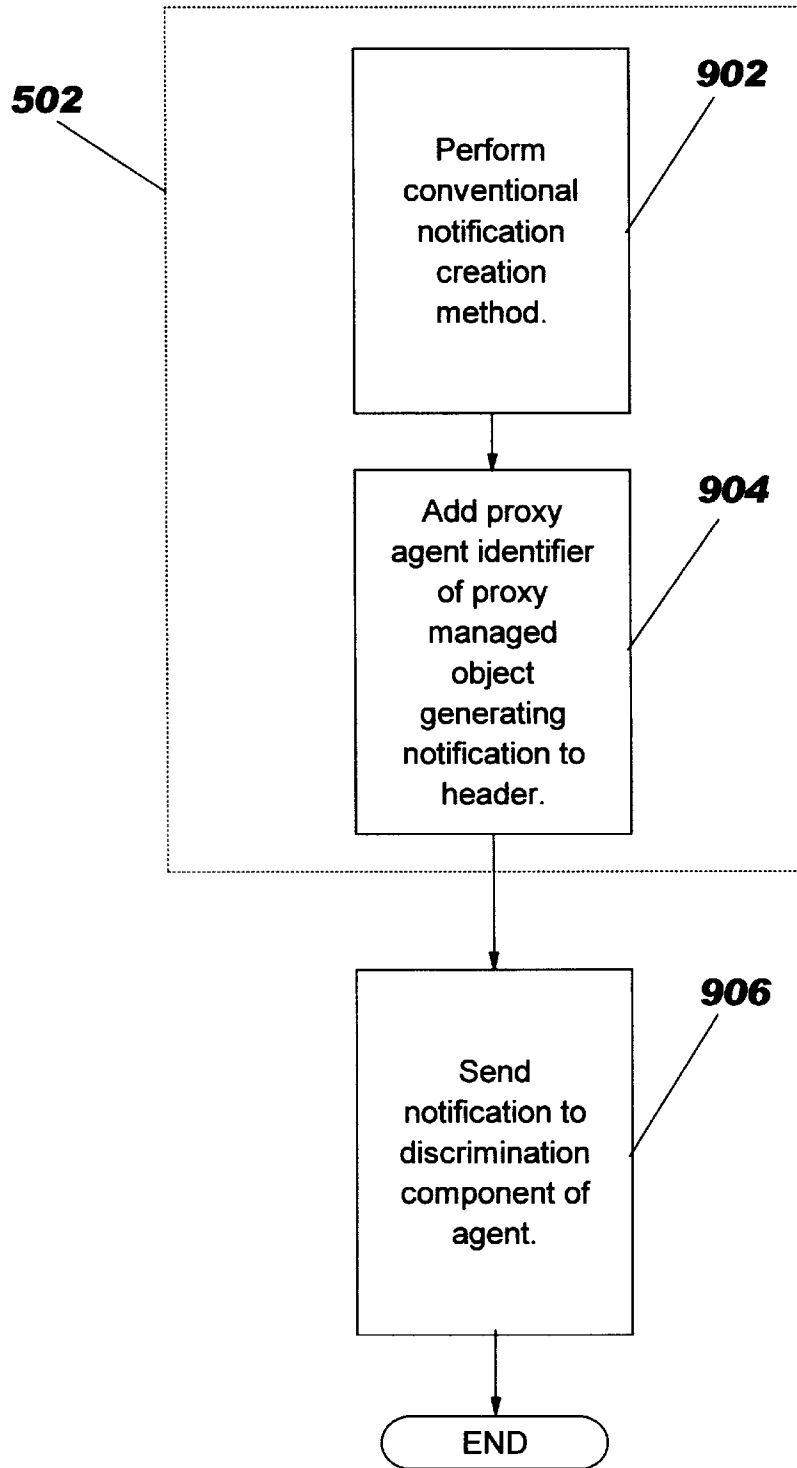 502
902
Perform
conventional
notification
creation
method.
904
Add proxy
agent identifier
of proxy
managed
object
generating
notification to
header.
906
Send
notification to
discrimination
component of
agent.
END